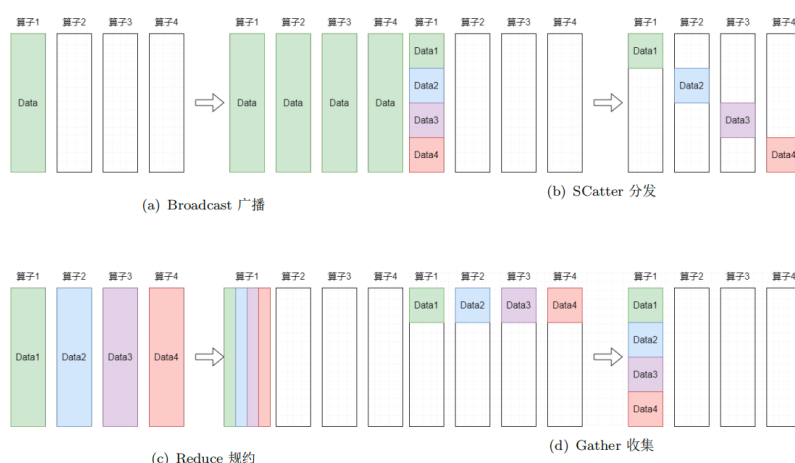 算子1 算子2 算子3 算子4
Data
算子1 算子2 算子3 算子4
Data Data Data Data
(a) Broadcast 广播
算子1 算子2 算子3 算子4
Data1
Data2
Data3
Data4
算子1 算子2 算子3 算子4
Data1
Data2
Data3
Data4
(b) SCatter 分发
算子1 算子2 算子3 算子4
Data1 Data2 Data3 Data4
算子1 算子2 算子3 算子4
(c) Reduce 规约
算子1 算子2 算子3 算子4
Data1 Data2 Data3 Data4
算子1 算子2 算子3 算子4
Data1
Data2
Data3
Data4
(d) Gather 收集